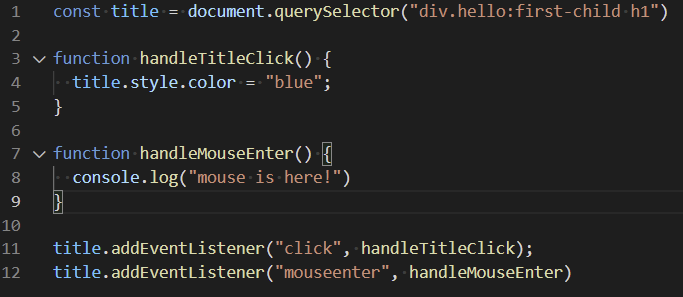 1 const title = document.querySelector("div.hello:first-child h1")
2
3 function handleTitleClick() {
4   title.style.color = "blue";
5 }
6
7 function handleMouseEnter() {
8   console.log("mouse is here!")
9 }
10
11 title.addEventListener("click", handleTitleClick);
12 title.addEventListener("mouseenter", handleMouseEnter)